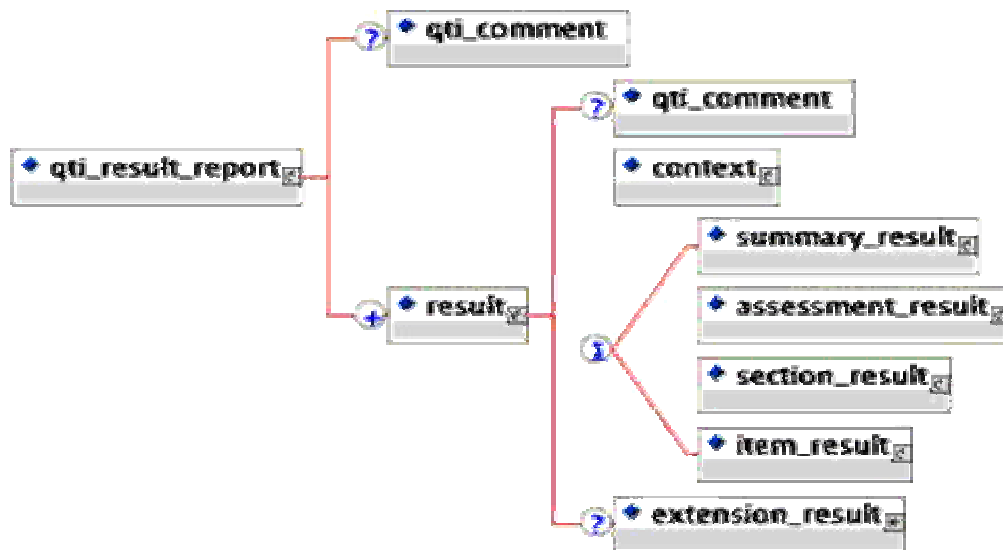 qti_comment
qti_comment
qti_result_report
context
summary_result
result
assessment_result
section_result
item_result
extension_result